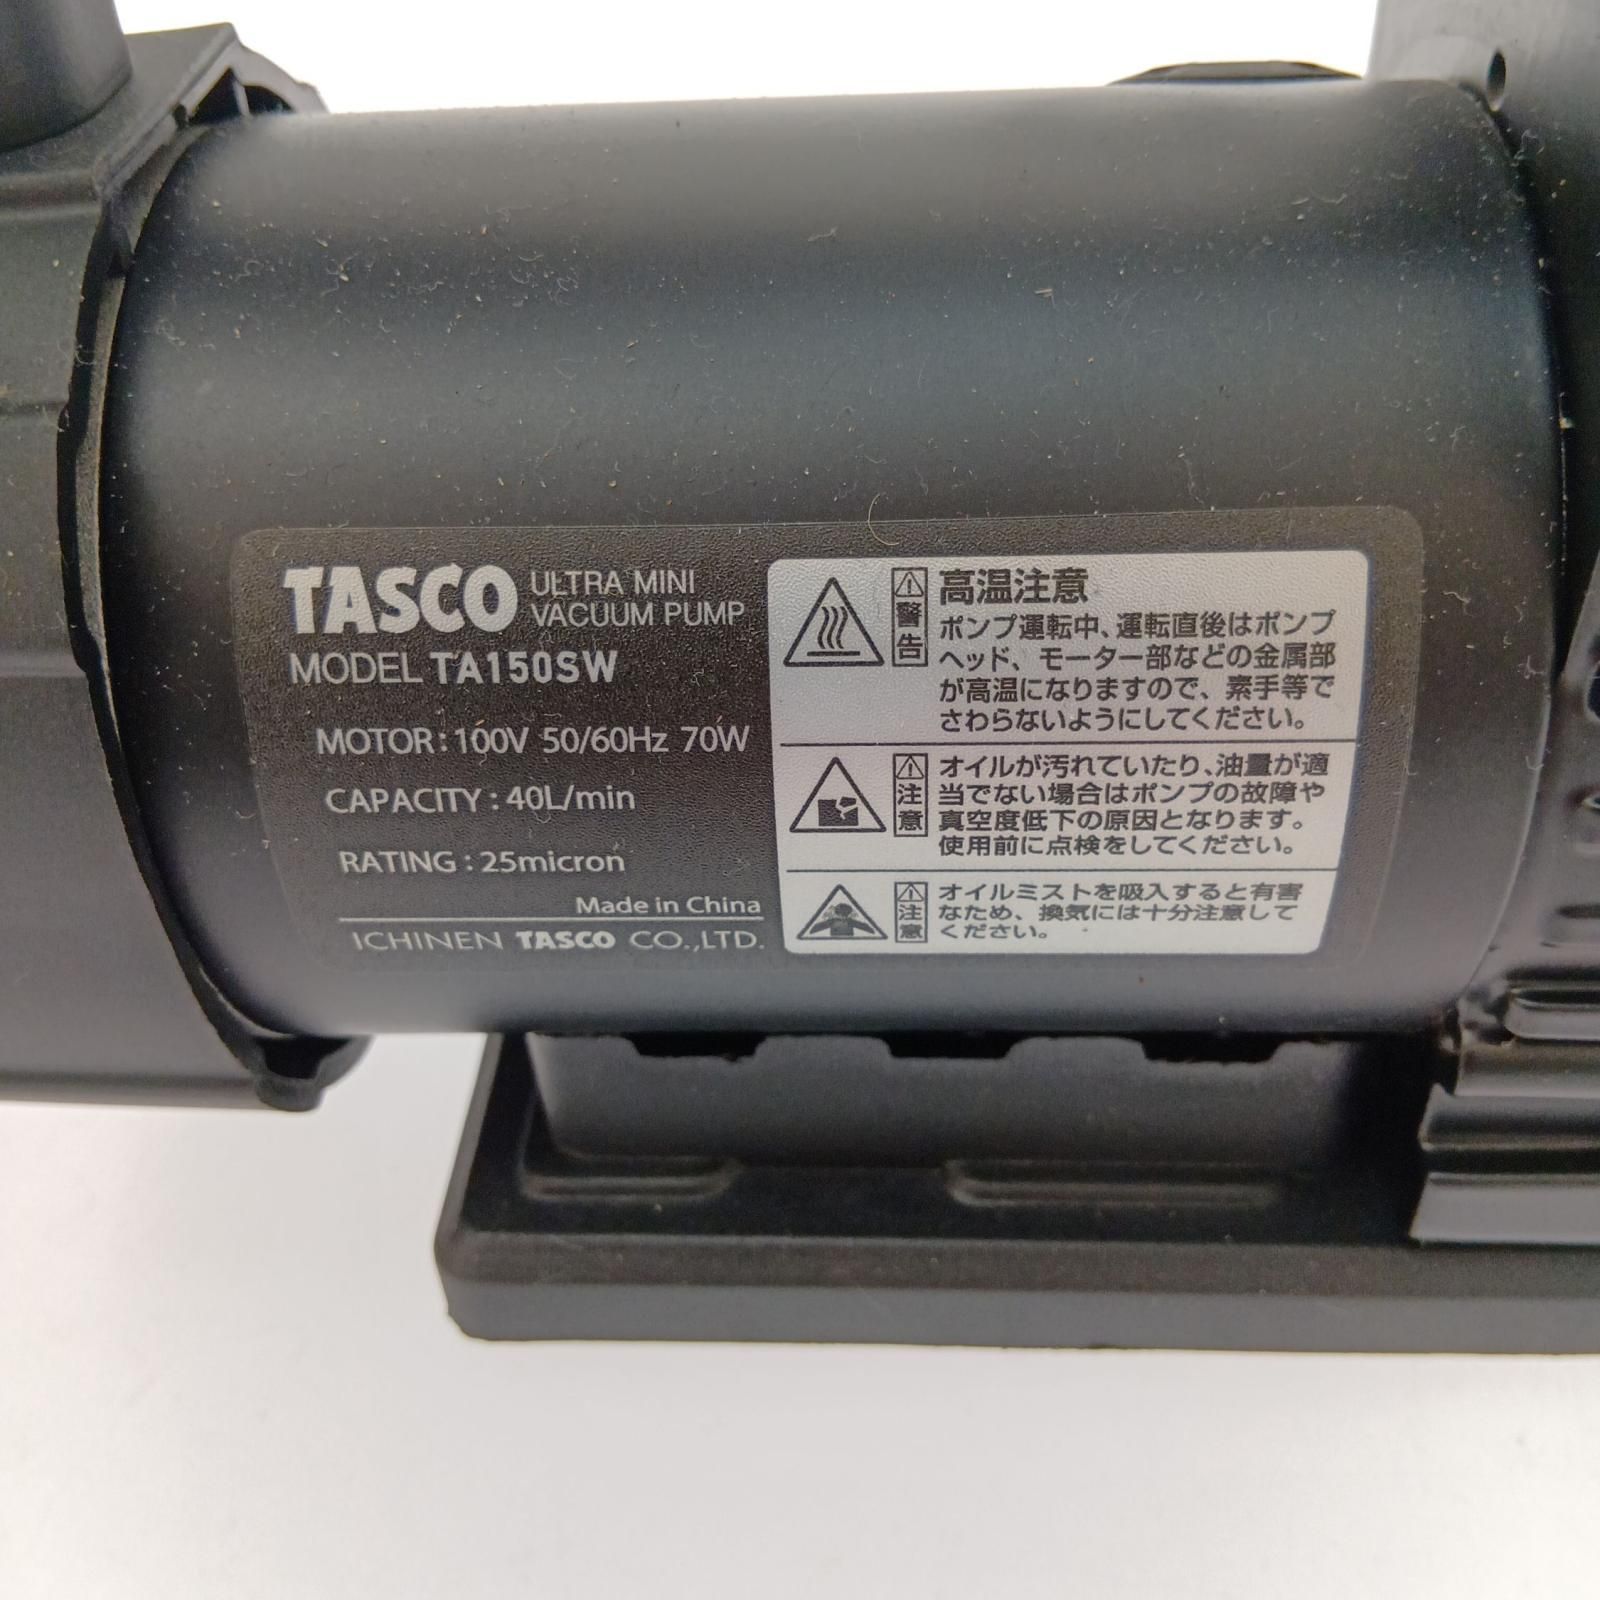 TASCO ULTRA MINI
VACUUM PUMP
MODEL TA150SW
MOTOR:100V 50/60Hz 70W
CAPACITY:40L/min
RATING:25micron
Made in China
ICHINEN TASCO CO.,LTD.
警告
高温注意
ポンプ運転中、運転直後はポンプ
ヘッド、モーター部などの金属部
が高温になりますので、素手等で
さわらないようにしてください。
注意
オイルが汚れていたり、油量が適
当でない場合はポンプの故障や
真空度低下の原因となります。
使用前に点検をしてください。
注意
オイルミストを吸入すると有害
なため、換気には十分注意して
ください。